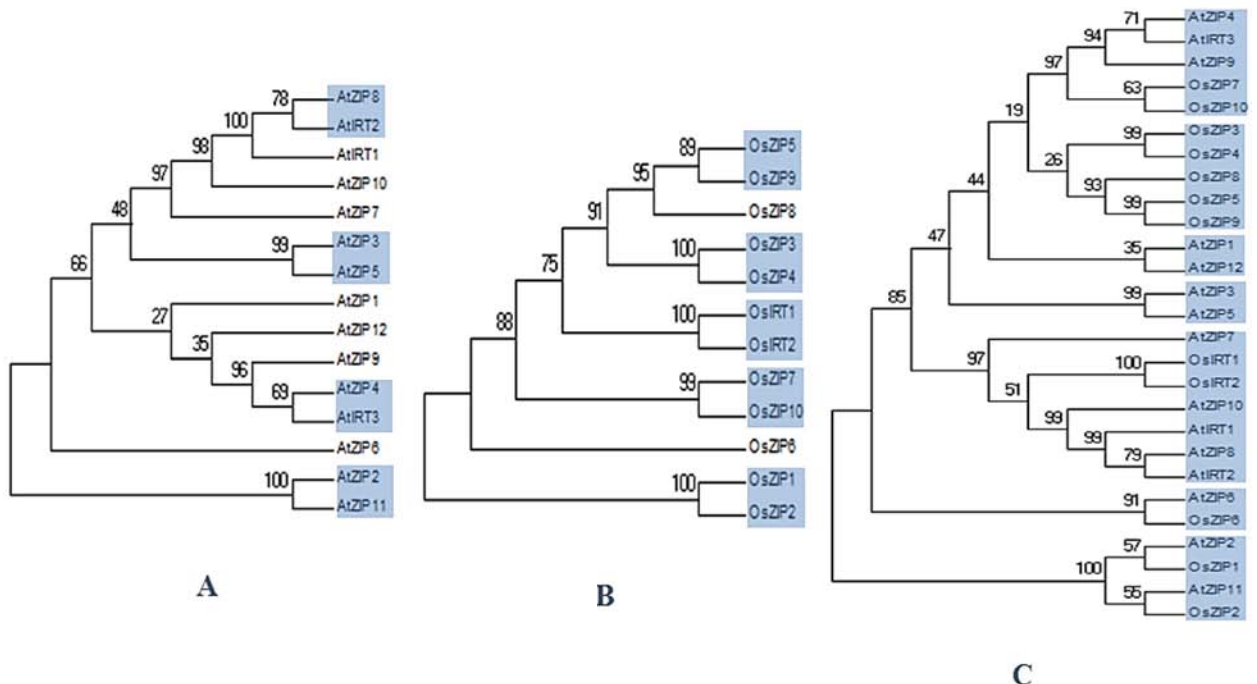 78
AtZIP8
AtIRT2
100
AtIRT1
98
AtZIP10
97
AtZIP7
48
99
AtZIP3
AtZIP5
66
AtZIP1
27
AtZIP12
35
AtZIP9
96
69
AtZIP4
AtIRT3
AtZIP6
100
AtZIP2
AtZIP11
A
89
OsZIP5
OsZIP9
95
OsZIP8
91
100
OsZIP3
OsZIP4
75
100
OsIRT1
OsIRT2
88
99
OsZIP7
OsZIP10
OsZIP6
100
OsZIP1
OsZIP2
B
71
AtZIP4
AtIRT3
94
AtZIP9
97
63
OsZIP7
OsZIP10
19
99
OsZIP3
OsZIP4
26
OsZIP8
93
99
OsZIP5
OsZIP9
44
35
AtZIP1
AtZIP12
47
99
AtZIP3
AtZIP5
85
AtZIP7
97
100
OsIRT1
OsIRT2
51
AtZIP10
99
AtIRT1
99
79
AtZIP8
AtIRT2
91
AtZIP6
OsZIP6
57
AtZIP2
OsZIP1
100
55
AtZIP11
OsZIP2
C